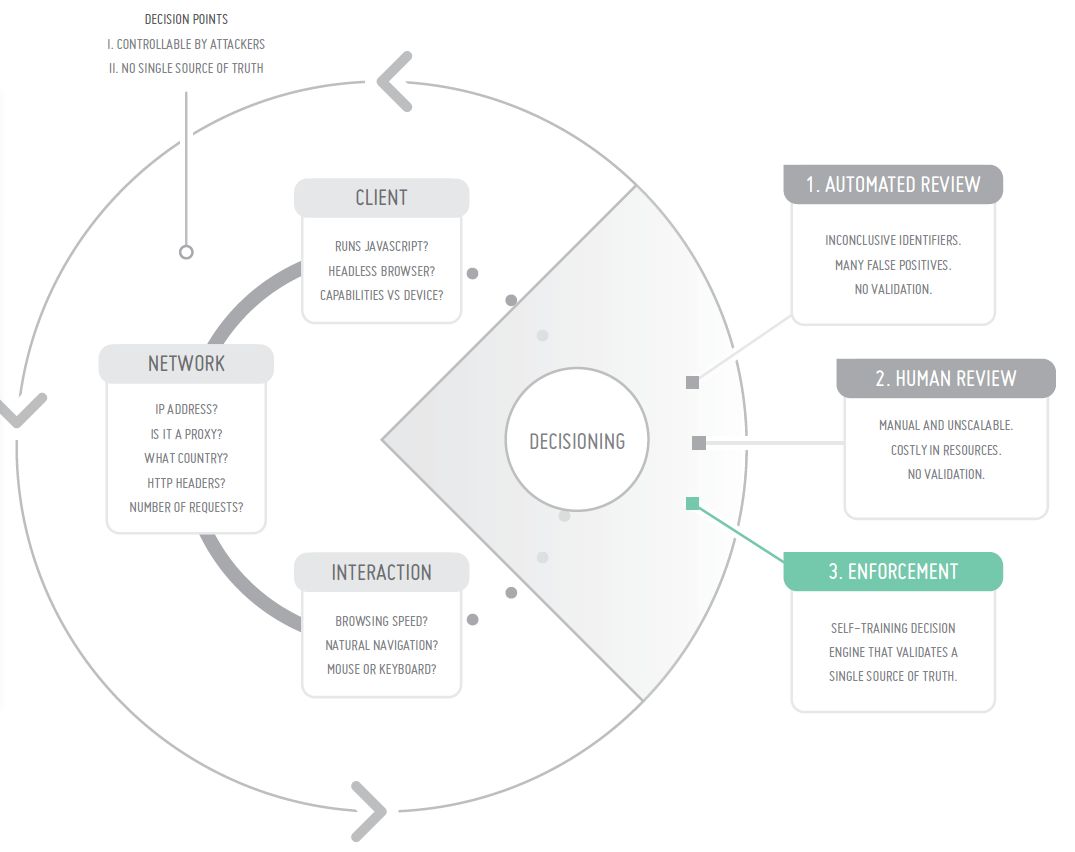 DECISION POINTS
I. CONTROLLABLE BY ATTACKERS
II. NO SINGLE SOURCE OF TRUTH
CLIENT
RUNS JAVASCRIPT?
HEADLESS BROWSER?
CAPABILITIES VS DEVICE?
NETWORK
IP ADDRESS?
IS IT A PROXY?
WHAT COUNTRY?
HTTP HEADERS?
NUMBER OF REQUESTS?
INTERACTION
BROWSING SPEED?
NATURAL NAVIGATION?
MOUSE OR KEYBOARD?
DECISIONING
1. AUTOMATED REVIEW
INCONCLUSIVE IDENTIFIERS.
MANY FALSE POSITIVES.
NO VALIDATION.
2. HUMAN REVIEW
MANUAL AND UNSCALABLE.
COSTLY IN RESOURCES.
NO VALIDATION.
3. ENFORCEMENT
SELF-TRAINING DECISION
ENGINE THAT VALIDATES A
SINGLE SOURCE OF TRUTH.